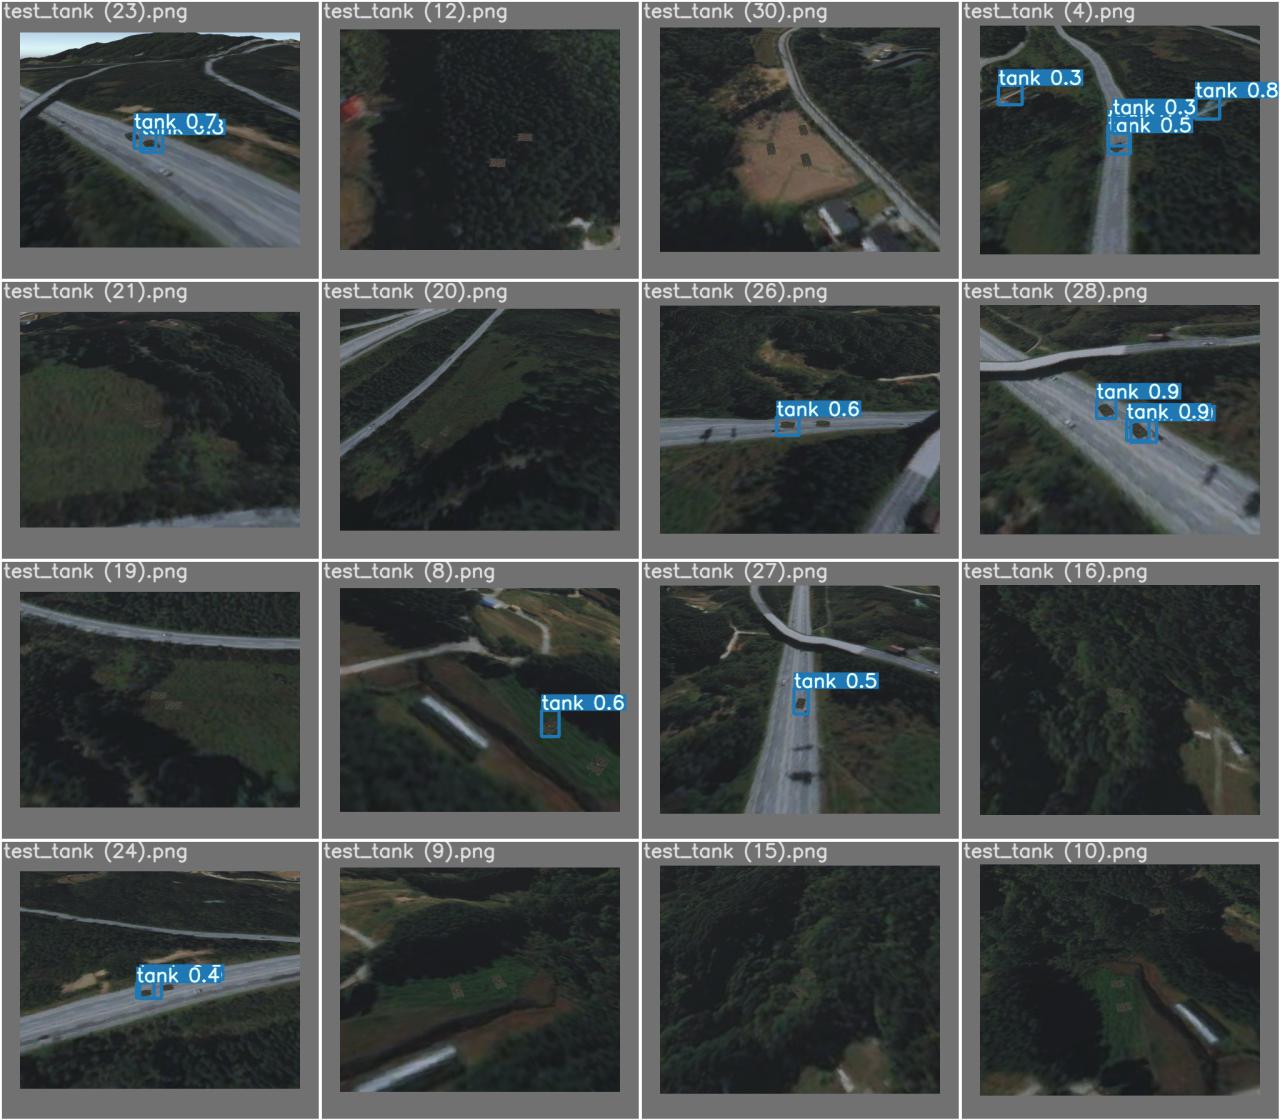 test_tank (23).png
test_tank (12).png
test_tank (30).png
test_tank (4).png
tank 0.7
tank 0.3
tank 0.3
tank 0.8
tank 0.3
tank 0.5
test_tank (21).png
test_tank (20).png
test_tank (26).png
test_tank (28).png
tank 0.6
tank 0.9
tank 0.9
test_tank (19).png
test_tank (8).png
test_tank (27).png
test_tank (16).png
tank 0.6
tank 0.5
test_tank (24).png
test_tank (9).png
test_tank (15).png
test_tank (10).png
tank 0.4